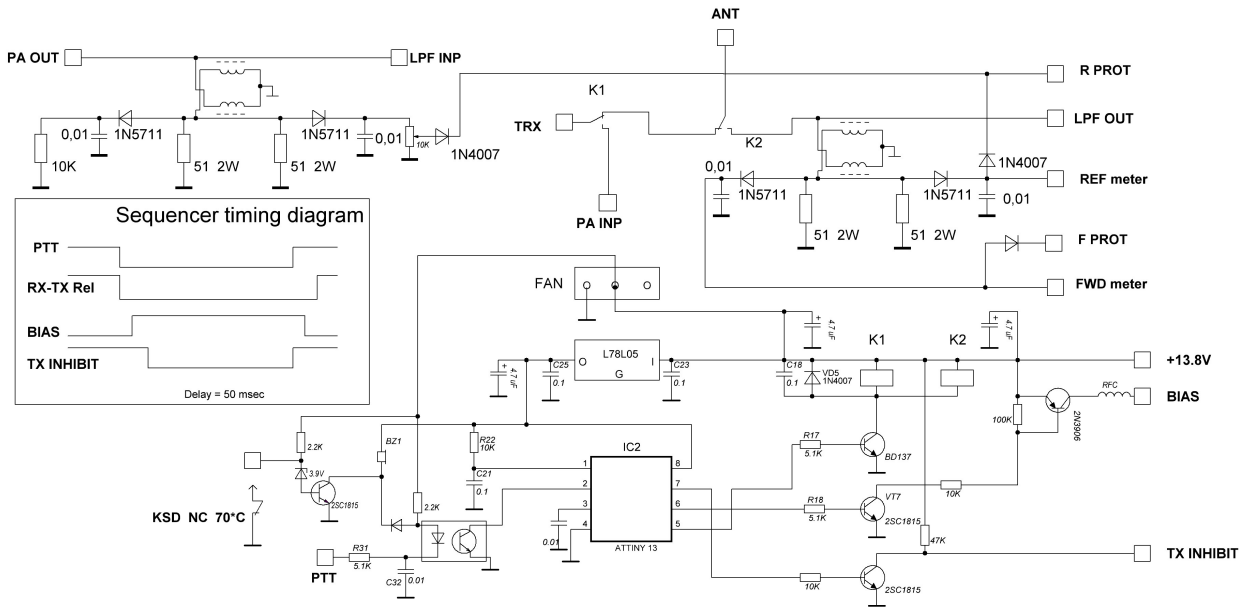 ANT
PA OUT
LPF INP
R PROT
K1
LPF OUT
TRX
0,01
1N5711
1N5711
0,01
10K
1N4007
K2
1N4007
10K
51 2W
51 2W
0,01
1N5711
1N5711
REF meter
0,01
PA INP
51 2W
51 2W
F PROT
FWD meter
Sequencer timing diagram
PTT
RX-TX Rel
BIAS
TX INHIBIT
Delay = 50 msec
FAN
+
4.7 uF
+
4.7 uF
K1
K2
L78L05
O
I
G
+
4.7 uF
C25
0.1
C23
0.1
C18
0.1
VD5
1N4007
+13.8V
RFC
BIAS
100K
2N3906
2.2K
BZ1
R22
10K
IC2
R17
5.1K
BD137
3.9V
C21
0.1
1
2
3
4
8
7
6
5
10K
2SC1815
KSD NC 70*C
2.2K
R18
5.1K
VT7
2SC1815
0.01
ATTINY 13
47K
R31
5.1K
PTT
C32
0.01
10K
2SC1815
TX INHIBIT